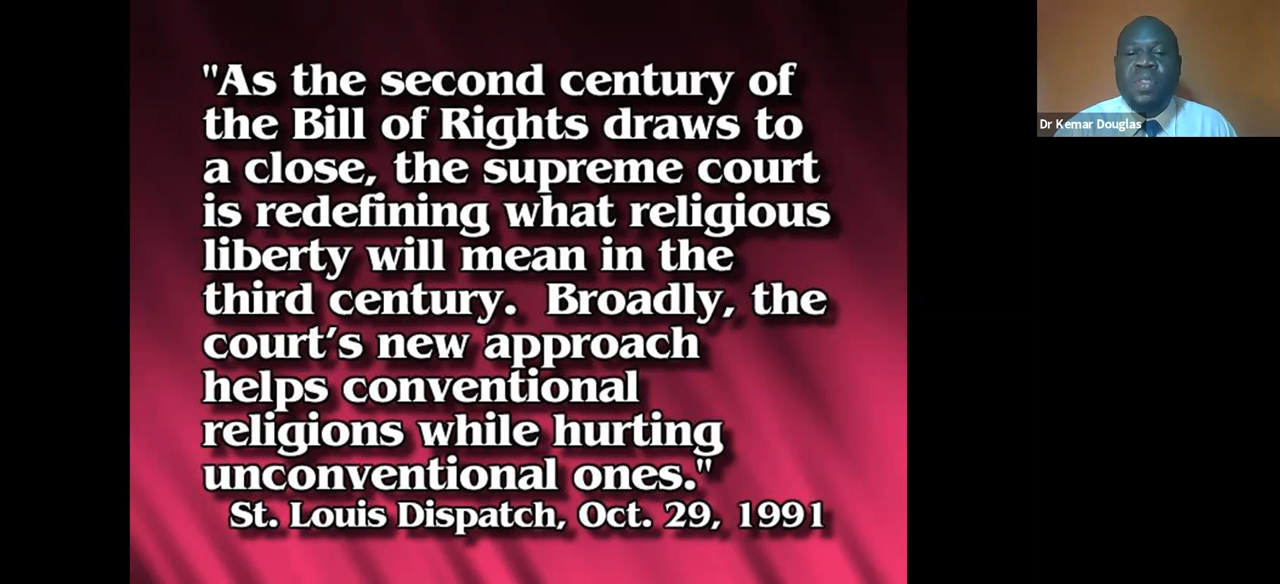 "As the second century of
the Bill of Rights draws to
a close, the supreme court
is redefining what religious
liberty will mean in the
third century.  Broadly, the
court's new approach
helps conventional
religions while hurting
unconventional ones."
St. Louis Dispatch, Oct. 29, 1991
Dr Kemar Douglas